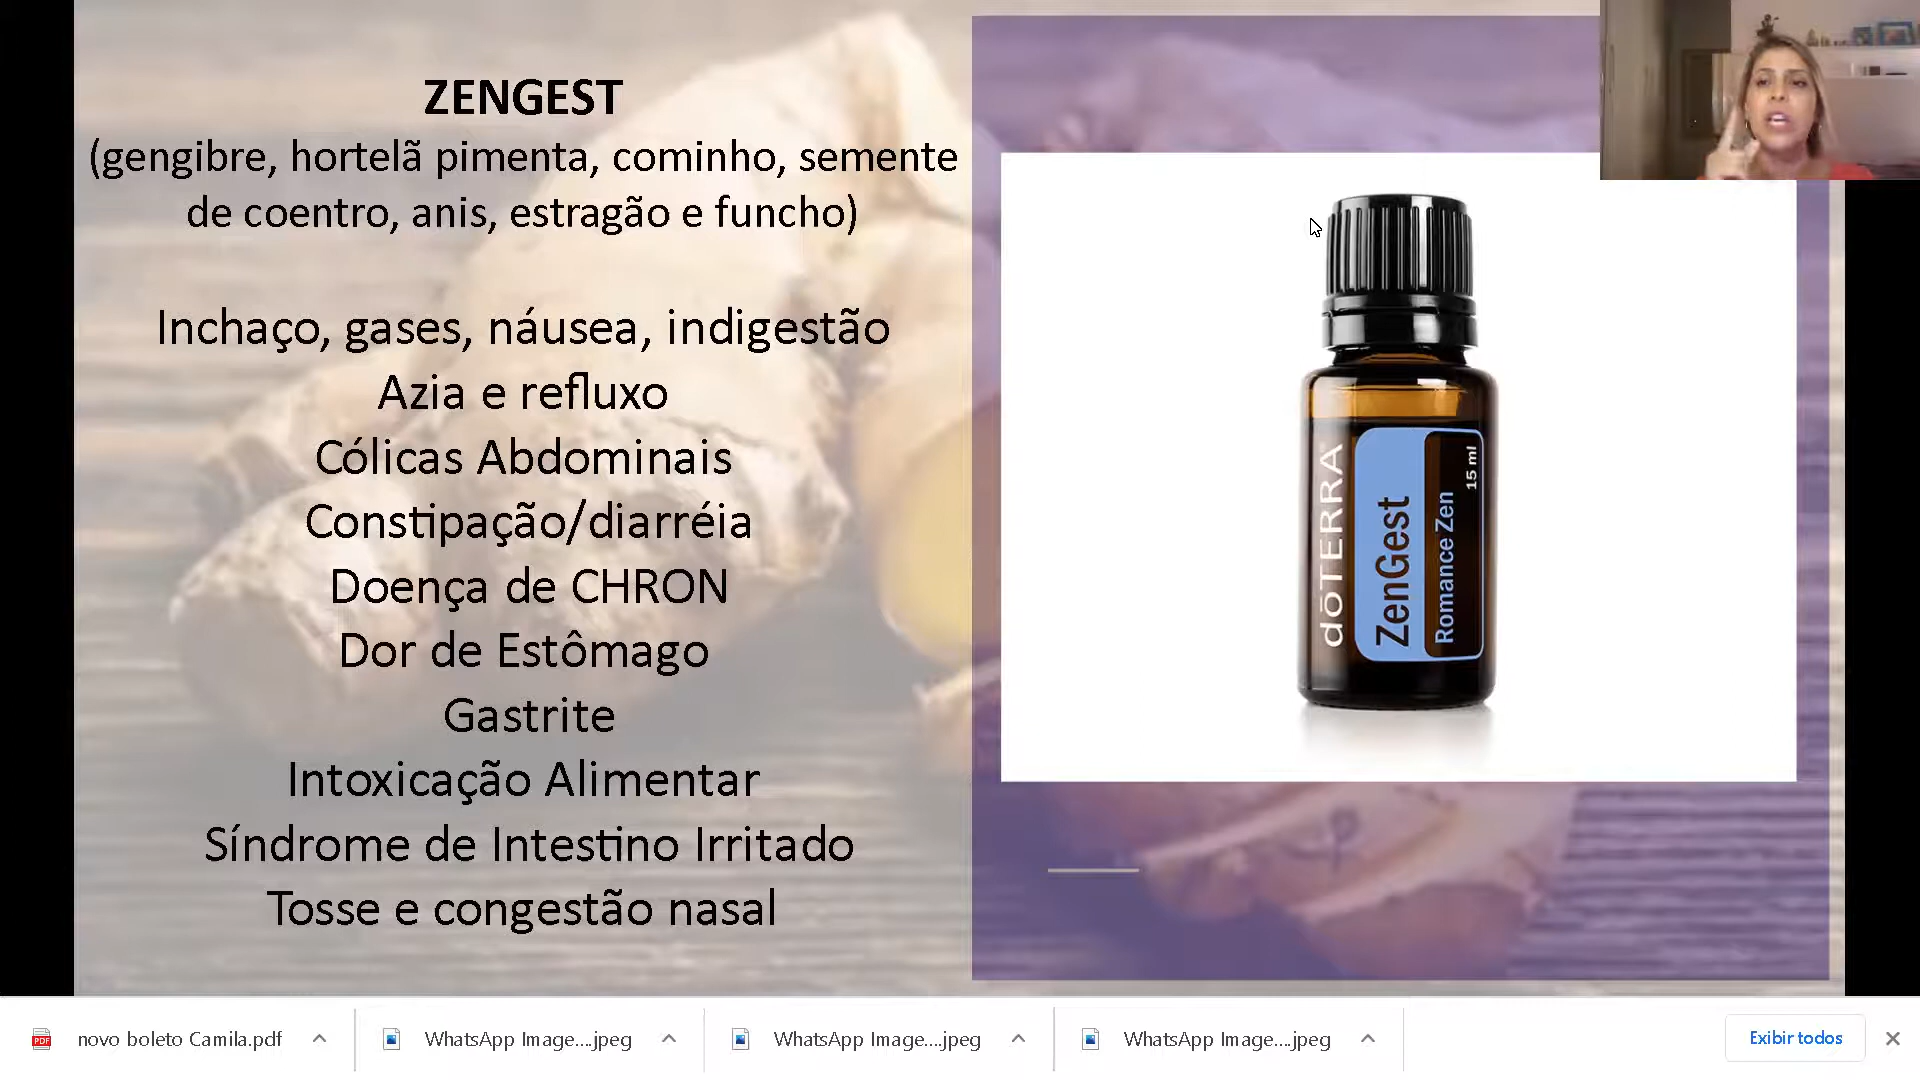 ZENGEST
(gengibre, hortelã pimenta, cominho, semente
de coentro, anis, estragão e funcho)
Inchaço, gases, náusea, indigestão
Azia e refluxo
Cólicas Abdominais
Constipação/diarréia
Doença de CHRON
Dor de Estômago
Gastrite
Intoxicação Alimentar
Síndrome de Intestino Irritado
Tosse e congestão nasal
dōTERRA
ZenGest
Romance Zen
15 ml
PDF
novo boleto Camila.pdf
WhatsApp Image....jpeg
WhatsApp Image....jpeg
WhatsApp Image....jpeg
Exibir todos